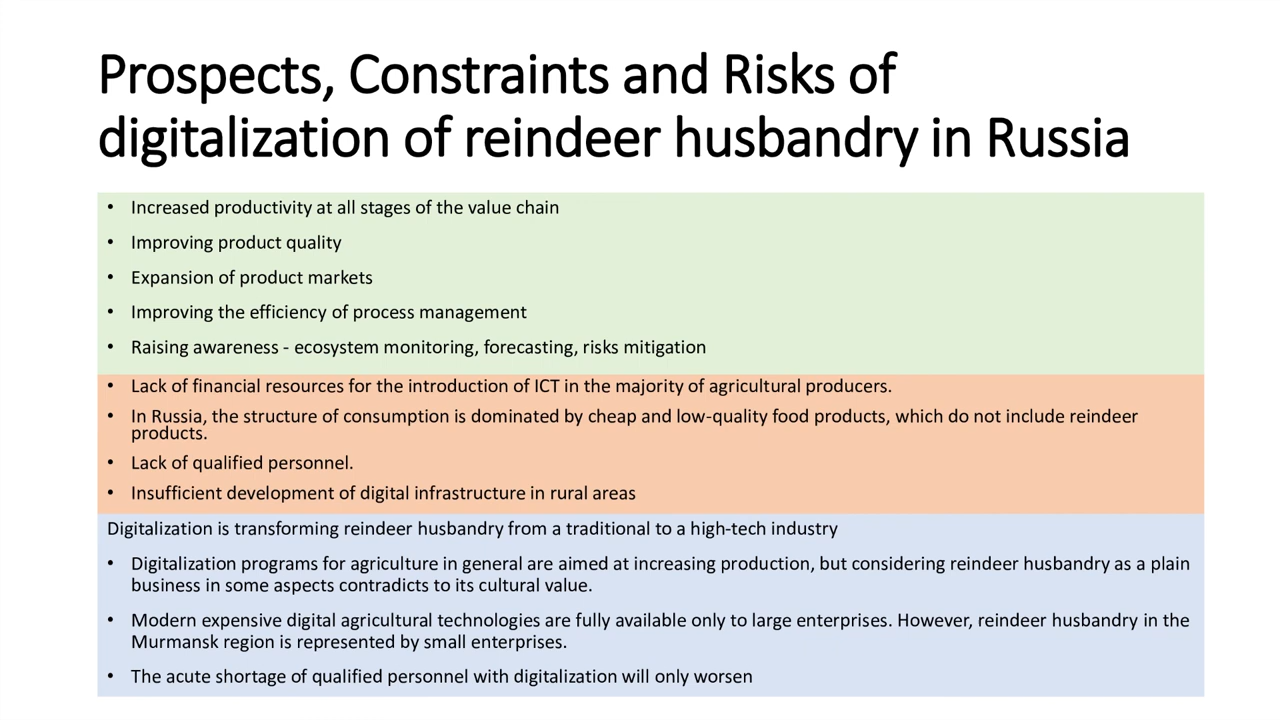 Prospects, Constraints and Risks of
digitalization of reindeer husbandry in Russia
• Increased productivity at all stages of the value chain
• Improving product quality
• Expansion of product markets
• Improving the efficiency of process management
• Raising awareness - ecosystem monitoring, forecasting, risks mitigation
• Lack of financial resources for the introduction of ICT in the majority of agricultural producers.
• In Russia, the structure of consumption is dominated by cheap and low-quality food products, which do not include reindeer
products.
• Lack of qualified personnel.
• Insufficient development of digital infrastructure in rural areas
Digitalization is transforming reindeer husbandry from a traditional to a high-tech industry
• Digitalization programs for agriculture in general are aimed at increasing production, but considering reindeer husbandry as a plain
business in some aspects contradicts to its cultural value.
• Modern expensive digital agricultural technologies are fully available only to large enterprises. However, reindeer husbandry in the
Murmansk region is represented by small enterprises.
• The acute shortage of qualified personnel with digitalization will only worsen